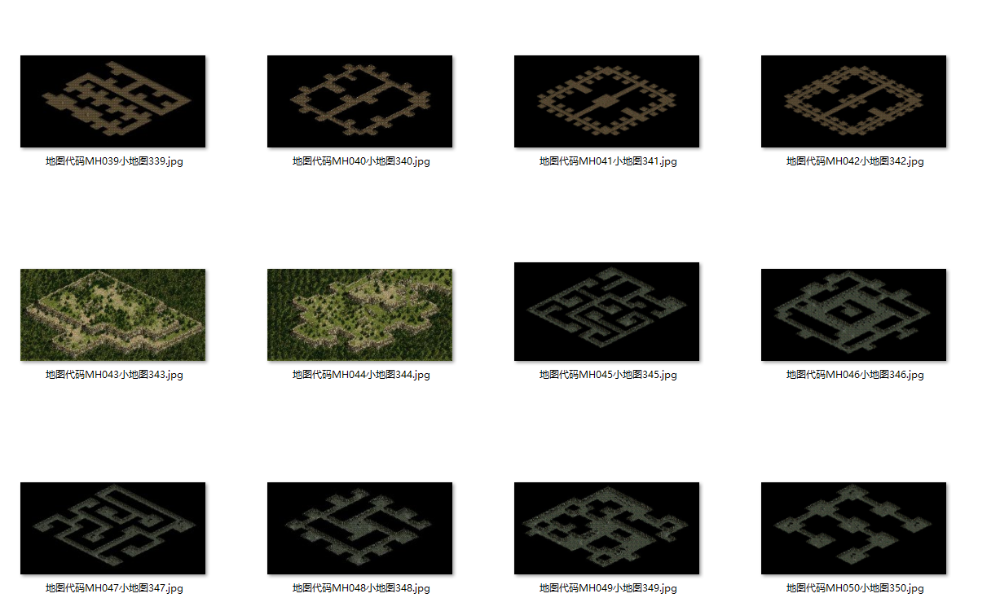 地图代码MH039小地图339.jpg
地图代码MH040小地图340.jpg
地图代码MH041小地图341.jpg
地图代码MH042小地图342.jpg
地图代码MH043小地图343.jpg
地图代码MH044小地图344.jpg
地图代码MH045小地图345.jpg
地图代码MH046小地图346.jpg
地图代码MH047小地图347.jpg
地图代码MH048小地图348.jpg
地图代码MH049小地图349.jpg
地图代码MH050小地图350.jpg